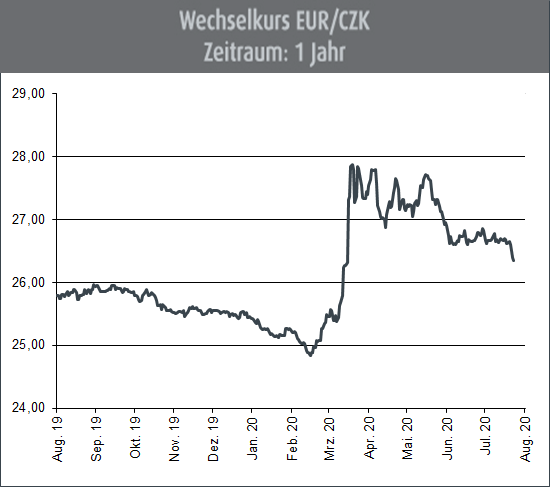 Wechselkurs EUR/CZK
Zeitraum: 1 Jahr
29,00
28,00
27,00
26,00
25,00
24,00
Aug. 19
Sep. 19
Okt. 19
Nov. 19
Dez. 19
Jan. 20
Feb. 20
Mrz. 20
Apr. 20
Mai. 20
Jun. 20
Jul. 20
Aug. 20